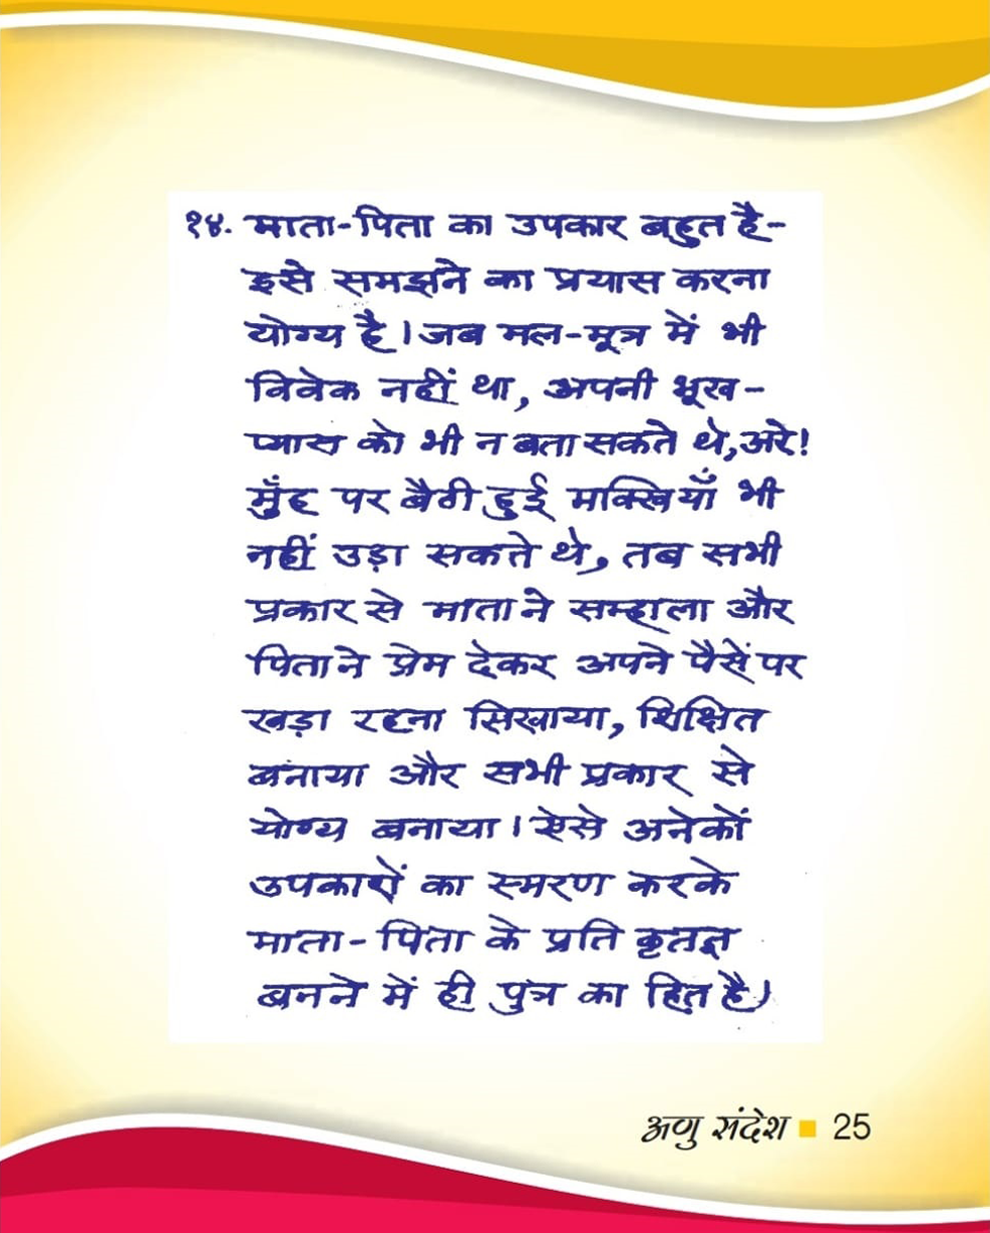 १४. माता-पिता का उपकार बहुत है-
इसे समझने का प्रयास करना
योग्य है। जब मल-मूत्र में भी
विवेक नहीं था, अपनी भूख-
प्यास को भी न बता सकते थे, अरे!
मुँह पर बैठी हुई मक्खियाँ भी
नहीं उड़ा सकते थे, तब सभी
प्रकार से माता ने सम्हाला और
पिता ने प्रेम देकर अपने पैरों पर
खड़ा रहना सिखाया, शिक्षित
बनाया और सभी प्रकार से
योग्य बनाया। ऐसे अनेकों
उपकारों का स्मरण करके
माता-पिता के प्रति कृतज्ञ
बनने में ही पुत्र का हित है।
अणु संदेश ■ 25